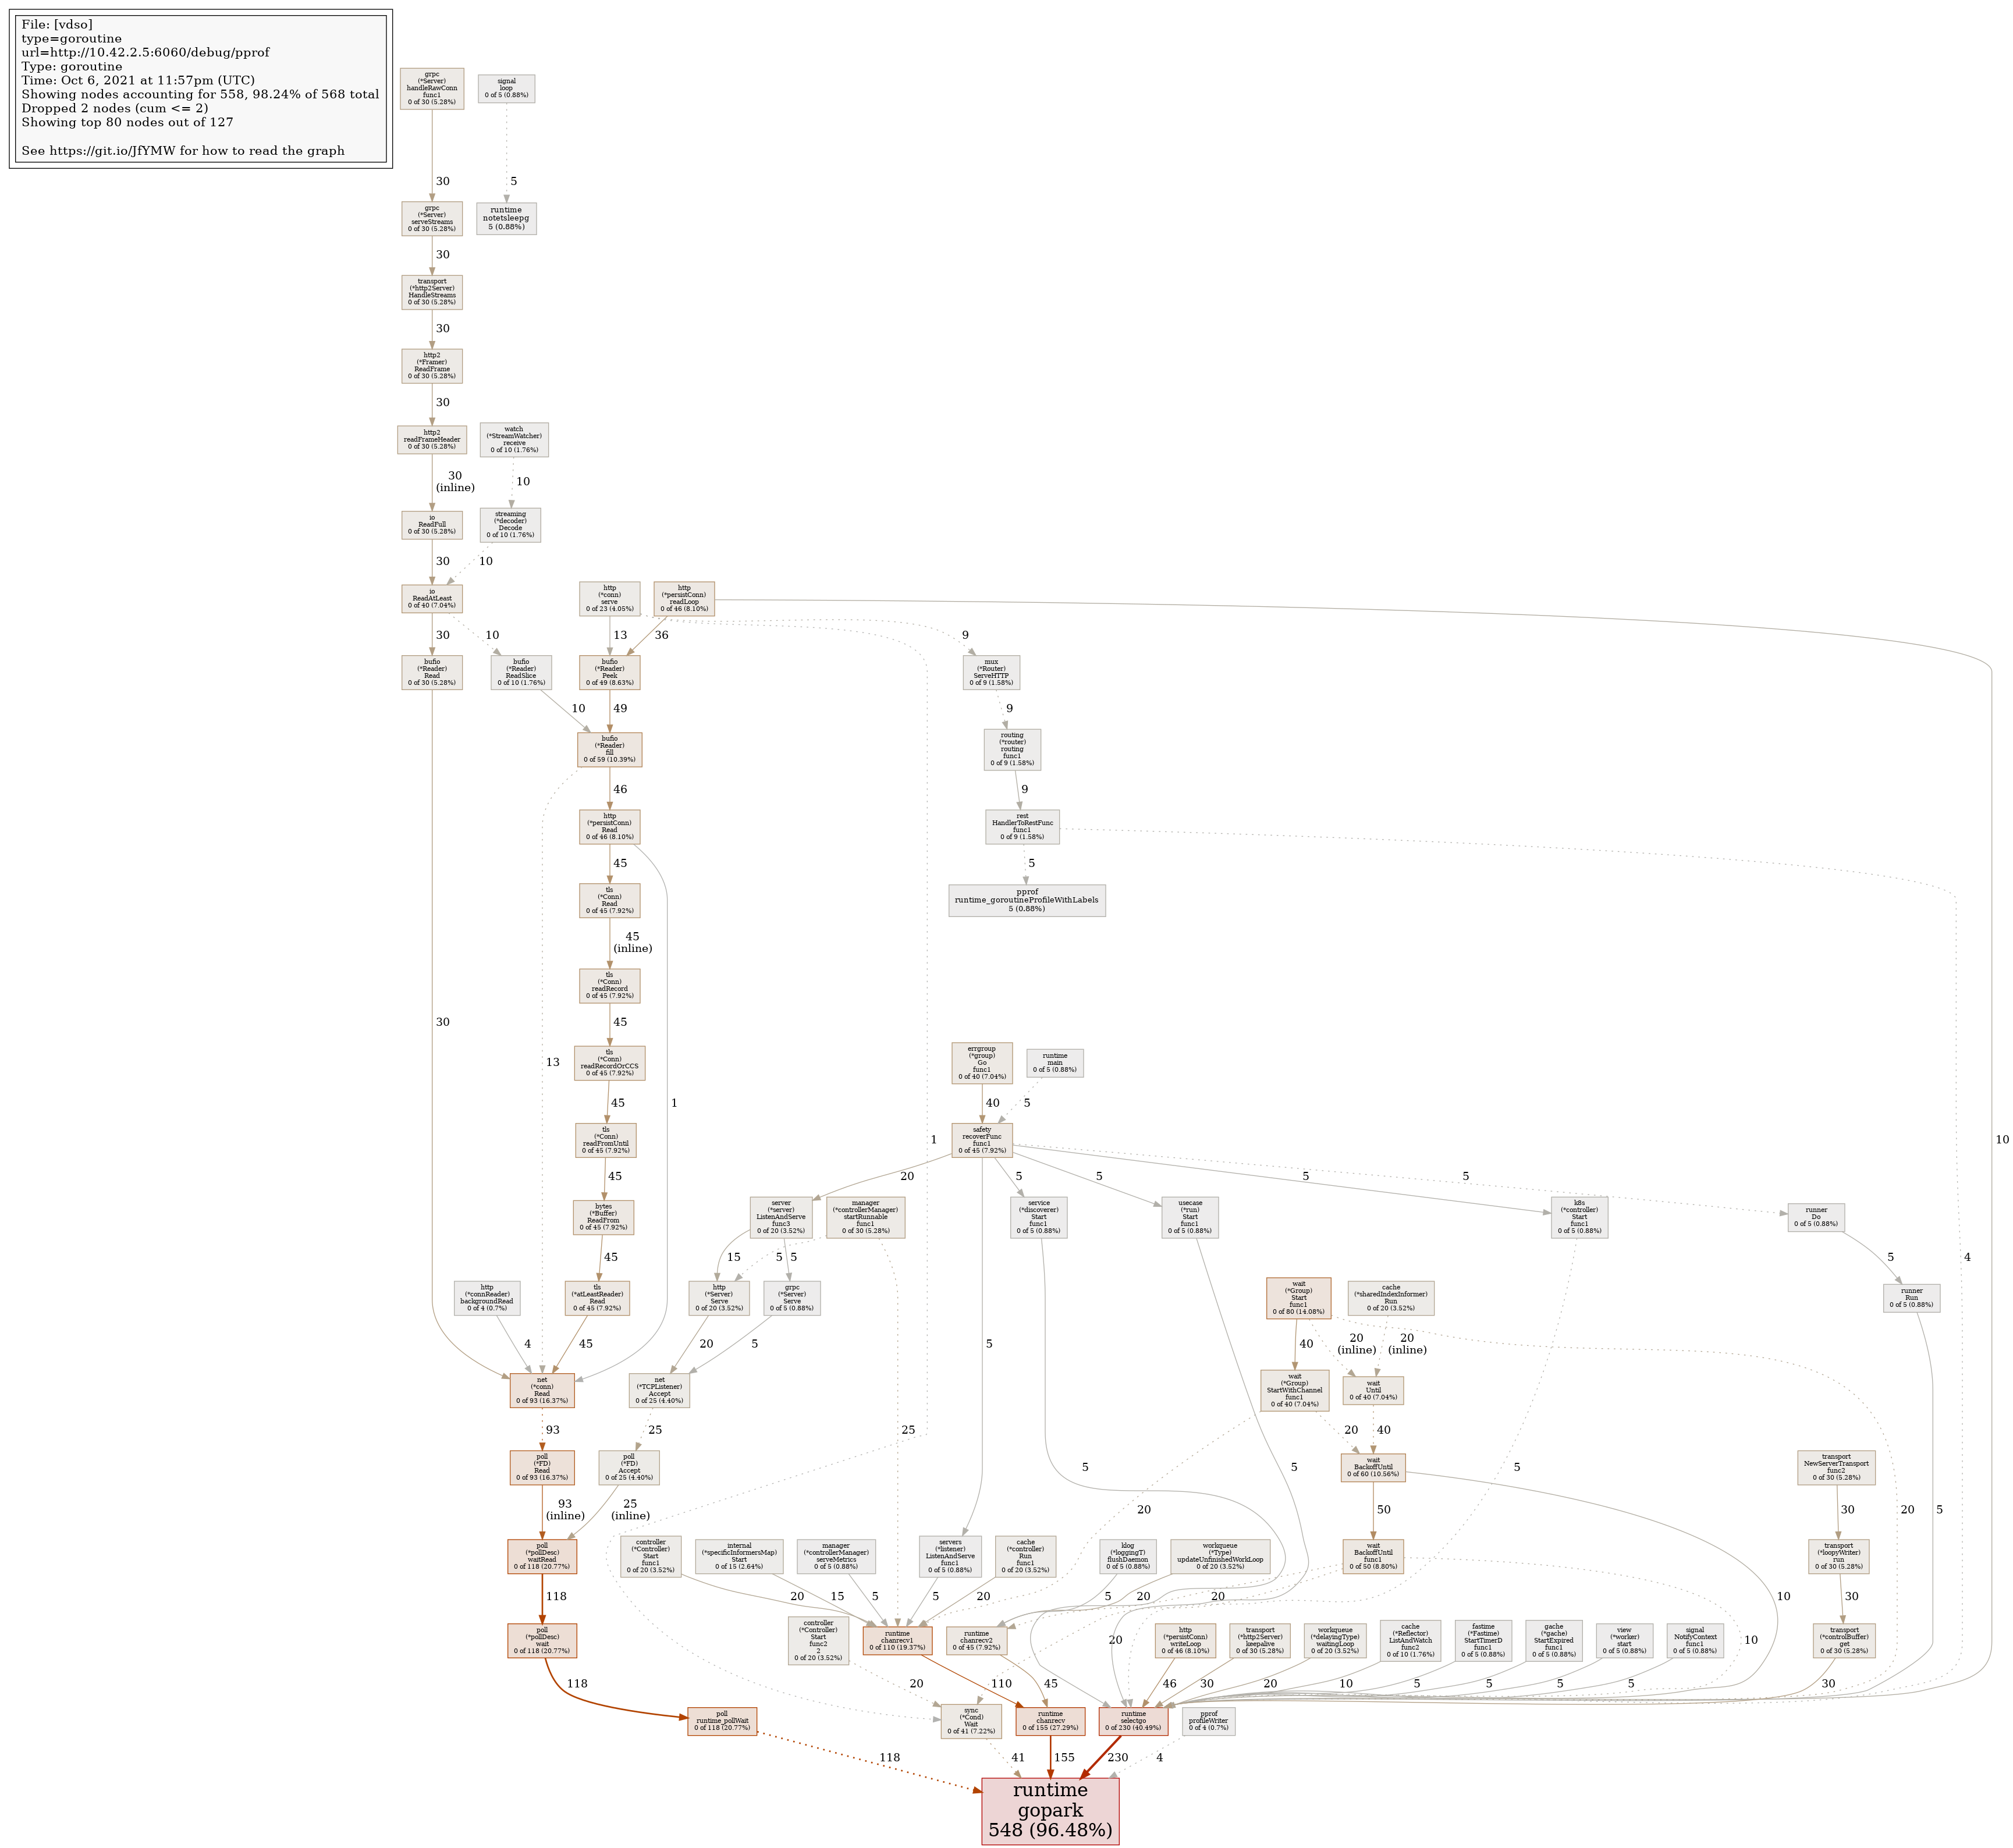 File: [vdso]
type=goroutine
url=http://10.42.2.5:6060/debug/pprof
Type: goroutine
Time: Oct 6, 2021 at 11:57pm (UTC)
Showing nodes accounting for 558, 98.24% of 568 total
Dropped 2 nodes (cum <= 2)
Showing top 80 nodes out of 127
See https://git.io/JfYMW for how to read the graph
grpc
(*Server)
handleRawConn
func1
0 of 30 (5.28%)
signal
loop
0 of 5 (0.88%)
30
5
grpc
(*Server)
serveStreams
0 of 30 (5.28%)
runtime
notetsleepg
5 (0.88%)
30
transport
(*http2Server)
HandleStreams
0 of 30 (5.28%)
30
http2
(*Framer)
ReadFrame
0 of 30 (5.28%)
30
http2
readFrameHeader
0 of 30 (5.28%)
watch
(*StreamWatcher)
receive
0 of 10 (1.76%)
30
(inline)
10
io
ReadFull
0 of 30 (5.28%)
streaming
(*decoder)
Decode
0 of 10 (1.76%)
30
10
io
ReadAtLeast
0 of 40 (7.04%)
http
(*conn)
serve
0 of 23 (4.05%)
http
(*persistConn)
readLoop
0 of 46 (8.10%)
30
10
13
36
9
bufio
(*Reader)
Read
0 of 30 (5.28%)
bufio
(*Reader)
ReadSlice
0 of 10 (1.76%)
bufio
(*Reader)
Peek
0 of 49 (8.63%)
mux
(*Router)
ServeHTTP
0 of 9 (1.58%)
10
49
9
bufio
(*Reader)
fill
0 of 59 (10.39%)
routing
(*router)
routing
func1
0 of 9 (1.58%)
46
9
http
(*persistConn)
Read
0 of 46 (8.10%)
rest
HandlerToRestFunc
func1
0 of 9 (1.58%)
45
5
tls
(*Conn)
Read
0 of 45 (7.92%)
pprof
runtime_goroutineProfileWithLabels
5 (0.88%)
45
(inline)
tls
(*Conn)
readRecord
0 of 45 (7.92%)
30
45
13
tls
(*Conn)
readRecordOrCCS
0 of 45 (7.92%)
errgroup
(*group)
Go
func1
0 of 40 (7.04%)
runtime
main
0 of 5 (0.88%)
45
1
40
5
tls
(*Conn)
readFromUntil
0 of 45 (7.92%)
1
safety
recoverFunc
func1
0 of 45 (7.92%)
10
45
20
5
5
5
5
bytes
(*Buffer)
ReadFrom
0 of 45 (7.92%)
server
(*server)
ListenAndServe
func3
0 of 20 (3.52%)
manager
(*controllerManager)
startRunnable
func1
0 of 30 (5.28%)
service
(*discoverer)
Start
func1
0 of 5 (0.88%)
usecase
(*run)
Start
func1
0 of 5 (0.88%)
k8s
(*controller)
Start
func1
0 of 5 (0.88%)
runner
Do
0 of 5 (0.88%)
45
15
5
5
5
4
http
(*connReader)
backgroundRead
0 of 4 (0.7%)
tls
(*atLeastReader)
Read
0 of 45 (7.92%)
http
(*Server)
Serve
0 of 20 (3.52%)
grpc
(*Server)
Serve
0 of 5 (0.88%)
wait
(*Group)
Start
func1
0 of 80 (14.08%)
cache
(*sharedIndexInformer)
Run
0 of 20 (3.52%)
runner
Run
0 of 5 (0.88%)
4
45
20
5
5
40
20
(inline)
20
(inline)
net
(*conn)
Read
0 of 93 (16.37%)
net
(*TCPListener)
Accept
0 of 25 (4.40%)
wait
(*Group)
StartWithChannel
func1
0 of 40 (7.04%)
wait
Until
0 of 40 (7.04%)
93
25
25
20
40
poll
(*FD)
Read
0 of 93 (16.37%)
poll
(*FD)
Accept
0 of 25 (4.40%)
5
5
wait
BackoffUntil
0 of 60 (10.56%)
5
transport
NewServerTransport
func2
0 of 30 (5.28%)
93
(inline)
25
(inline)
20
50
30
20
5
poll
(*pollDesc)
waitRead
0 of 118 (20.77%)
controller
(*Controller)
Start
func1
0 of 20 (3.52%)
internal
(*specificInformersMap)
Start
0 of 15 (2.64%)
manager
(*controllerManager)
serveMetrics
0 of 5 (0.88%)
servers
(*listener)
ListenAndServe
func1
0 of 5 (0.88%)
cache
(*controller)
Run
func1
0 of 20 (3.52%)
klog
(*loggingT)
flushDaemon
0 of 5 (0.88%)
workqueue
(*Type)
updateUnfinishedWorkLoop
0 of 20 (3.52%)
wait
BackoffUntil
func1
0 of 50 (8.80%)
transport
(*loopyWriter)
run
0 of 30 (5.28%)
118
20
15
5
5
20
5
20
20
10
30
poll
(*pollDesc)
wait
0 of 118 (20.77%)
controller
(*Controller)
Start
func2
2
0 of 20 (3.52%)
runtime
chanrecv1
0 of 110 (19.37%)
runtime
chanrecv2
0 of 45 (7.92%)
20
http
(*persistConn)
writeLoop
0 of 46 (8.10%)
transport
(*http2Server)
keepalive
0 of 30 (5.28%)
workqueue
(*delayingType)
waitingLoop
0 of 20 (3.52%)
cache
(*Reflector)
ListAndWatch
func2
0 of 10 (1.76%)
fastime
(*Fastime)
StartTimerD
func1
0 of 5 (0.88%)
gache
(*gache)
StartExpired
func1
0 of 5 (0.88%)
view
(*worker)
start
0 of 5 (0.88%)
signal
NotifyContext
func1
0 of 5 (0.88%)
10
transport
(*controlBuffer)
get
0 of 30 (5.28%)
118
20
110
45
46
30
20
10
5
5
5
5
30
poll
runtime_pollWait
0 of 118 (20.77%)
sync
(*Cond)
Wait
0 of 41 (7.22%)
runtime
chanrecv
0 of 155 (27.29%)
runtime
selectgo
0 of 230 (40.49%)
pprof
profileWriter
0 of 4 (0.7%)
118
41
155
230
4
runtime
gopark
548 (96.48%)